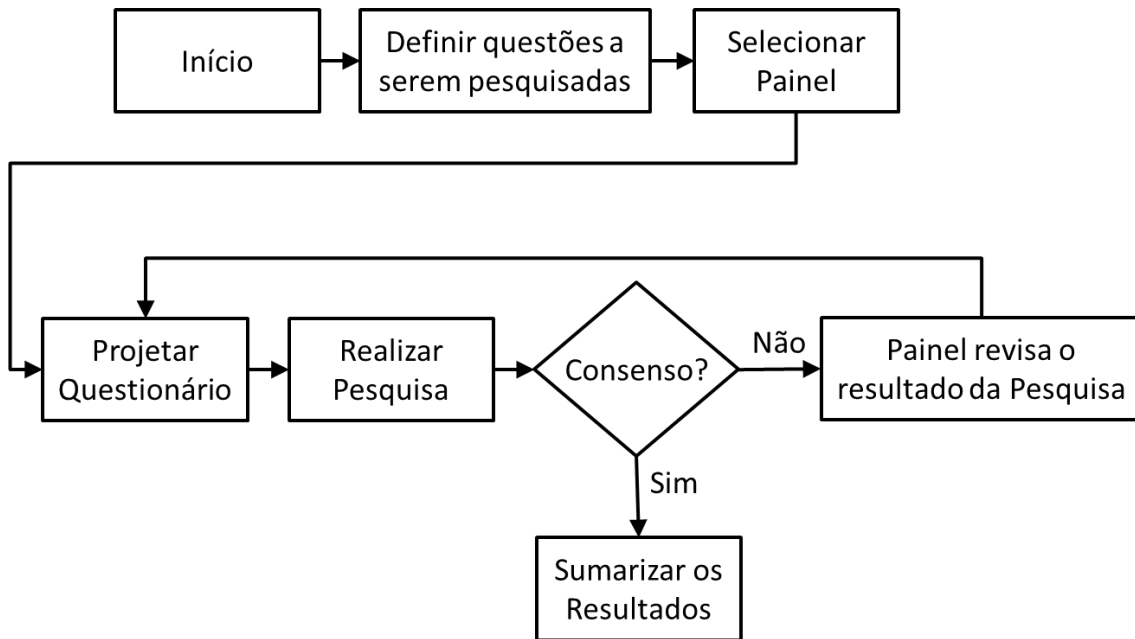 Início
Definir questões a
serem pesquisadas
Selecionar
Painel
Projetar
Questionário
Realizar
Pesquisa
Consenso?
Não
Painel revisa o
resultado da Pesquisa
Sim
Sumarizar os
Resultados